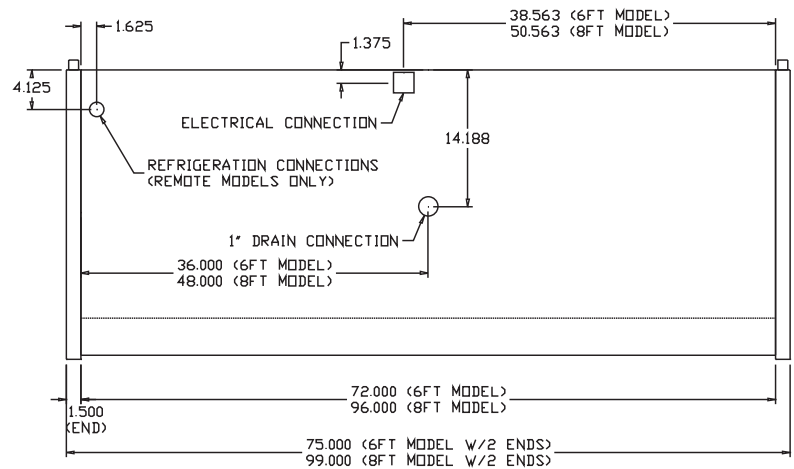 38.563 (6FT MODEL)
50.563 (8FT MODEL)
1.625
1.375
4.125
ELECTRICAL CONNECTION
14.188
REFRIGERATION CONNECTIONS
(REMOTE MODELS ONLY)
1" DRAIN CONNECTION
36.000 (6FT MODEL)
48.000 (8FT MODEL)
72.000 (6FT MODEL)
96.000 (8FT MODEL)
1.500
(END)
75.000 (6FT MODEL W/2 ENDS)
99.000 (8FT MODEL W/2 ENDS)